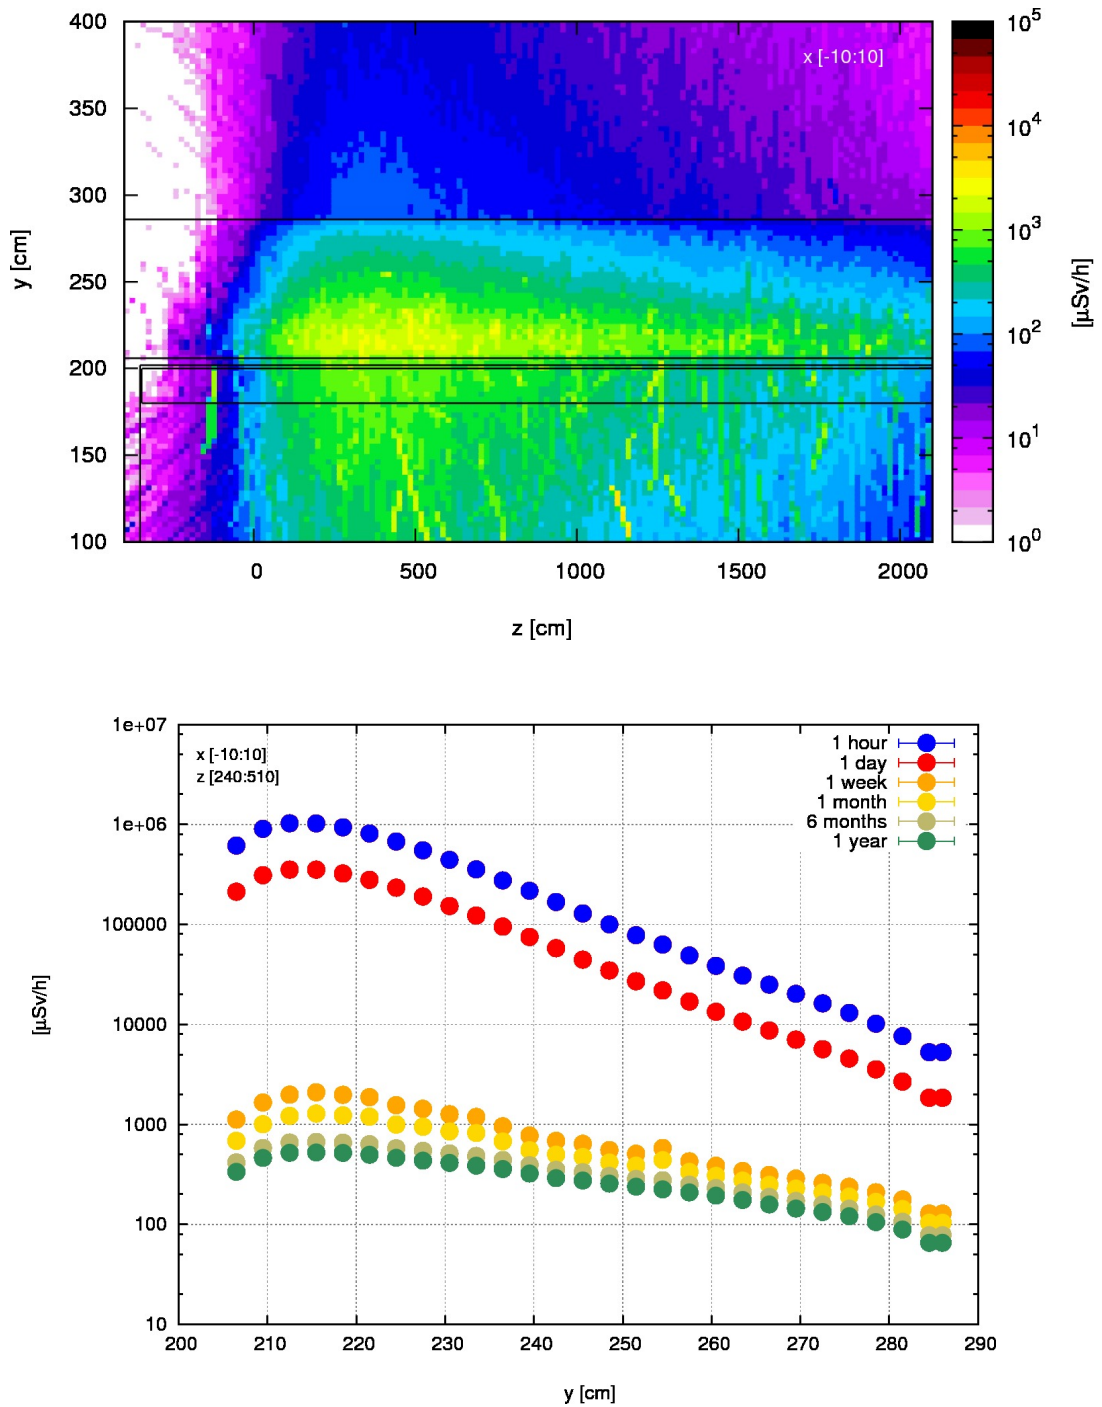 400
350
300
250
200
150
100
y [cm]
x [-10:10]
0
500
1000
1500
2000
z [cm]
10^5
10^4
10^3
10^2
10^1
10^0
[μSv/h]
1e+07
1e+06
100000
10000
1000
100
10
[μSv/h]
x [-10:10]
z [240:510]
1 hour
1 day
1 week
1 month
6 months
1 year
200
210
220
230
240
250
260
270
280
290
y [cm]